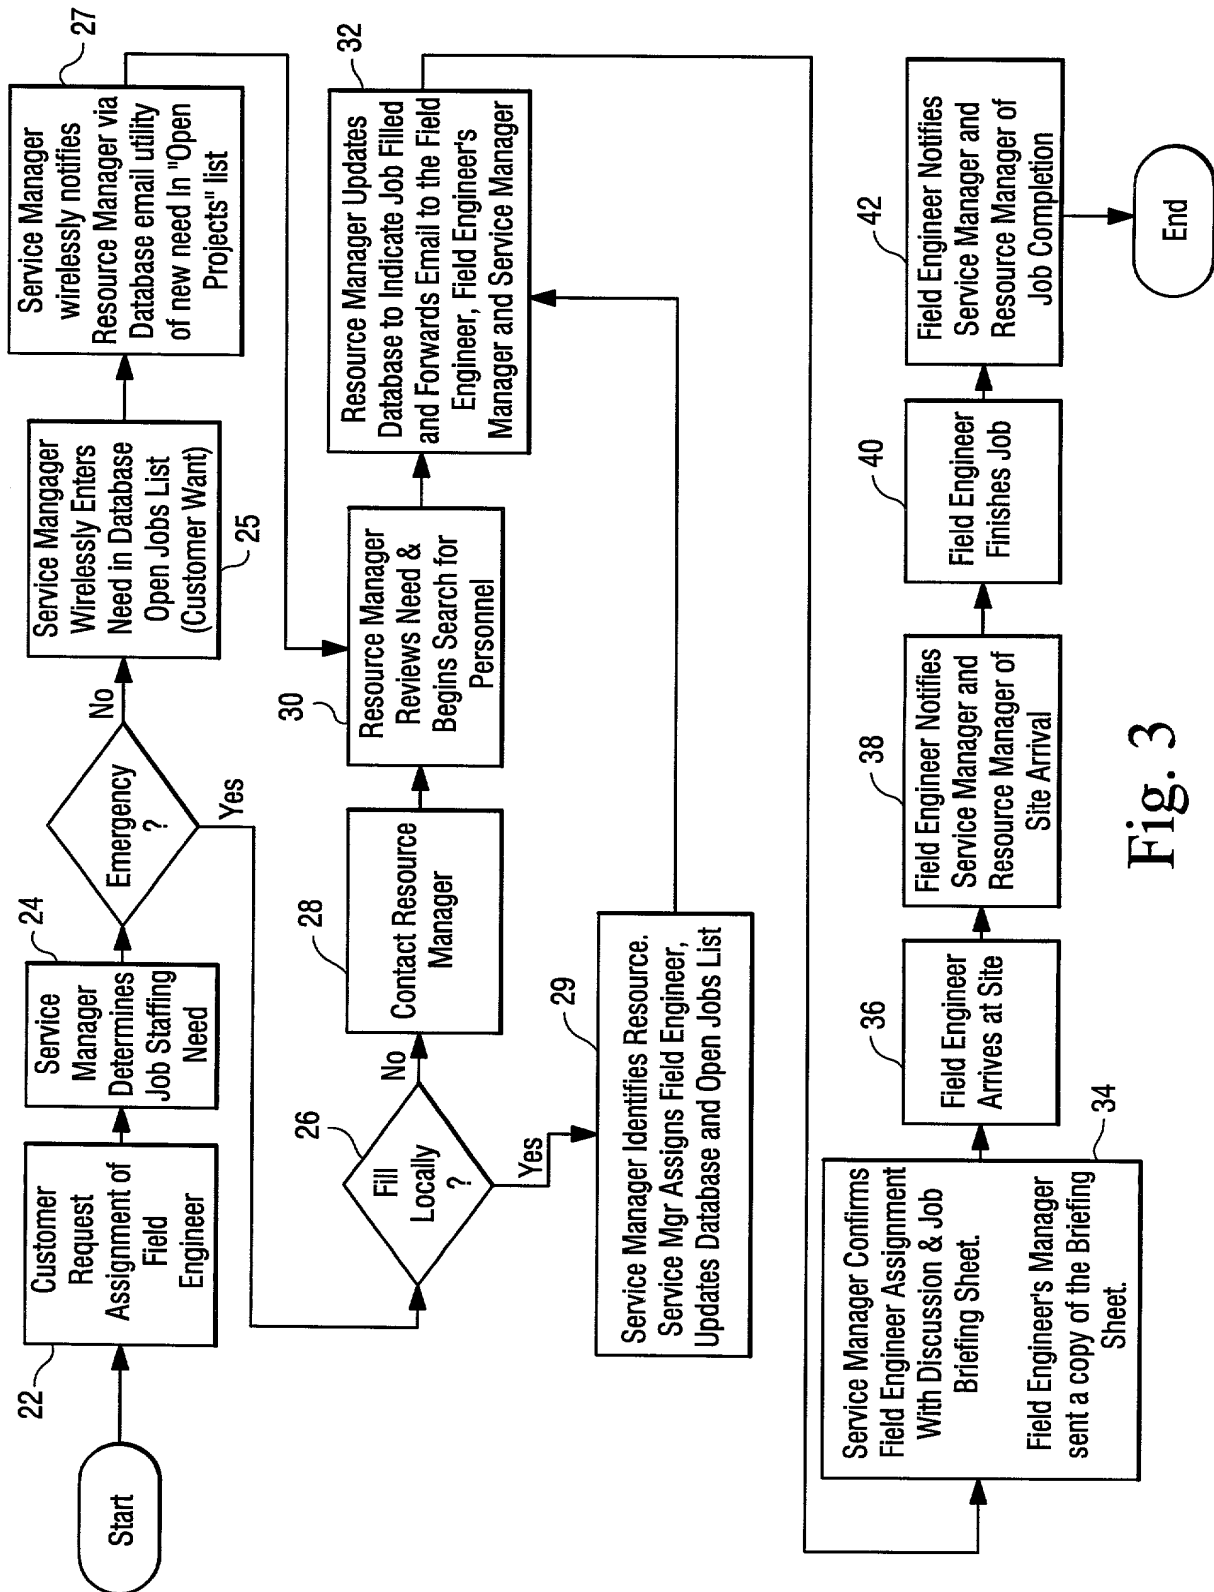 Start
22
Customer
Request
Assignment of
Field
Engineer
24
Service
Manager
Determines
Job Staffing
Need
Emergency
?
No
Yes
Service Mangager
Wirelessly Enters
Need in Database
Open Jobs List
(Customer Want)
25
27
Service Manager
wirelessly notifies
Resource Manager via
Database email utility
of new need In "Open
Projects" list
26
Fill
Locally
?
No
Yes
28
Contact Resource
Manager
30
Resource Manager
Reviews Need &
Begins Search for
Personnel
32
Resource Manager Updates
Database to Indicate Job Filled
and Forwards Email to the Field
Engineer, Field Engineer's
Manager and Service Manager
29
Service Manager Identifies Resource.
Service Mgr Assigns Field Engineer,
Updates Database and Open Jobs List
Service Manager Confirms
Field Engineer Assignment
With Discussion & Job
Briefing Sheet.
Field Engineer's Manager
sent a copy of the Briefing
Sheet.
34
36
Field Engineer
Arrives at Site
38
Field Engineer Notifies
Service Manager and
Resource Manager of
Site Arrival
40
Field Engineer
Finishes Job
42
Field Engineer Notifies
Service Manager and
Resource Manager of
Job Completion
End
Fig. 3